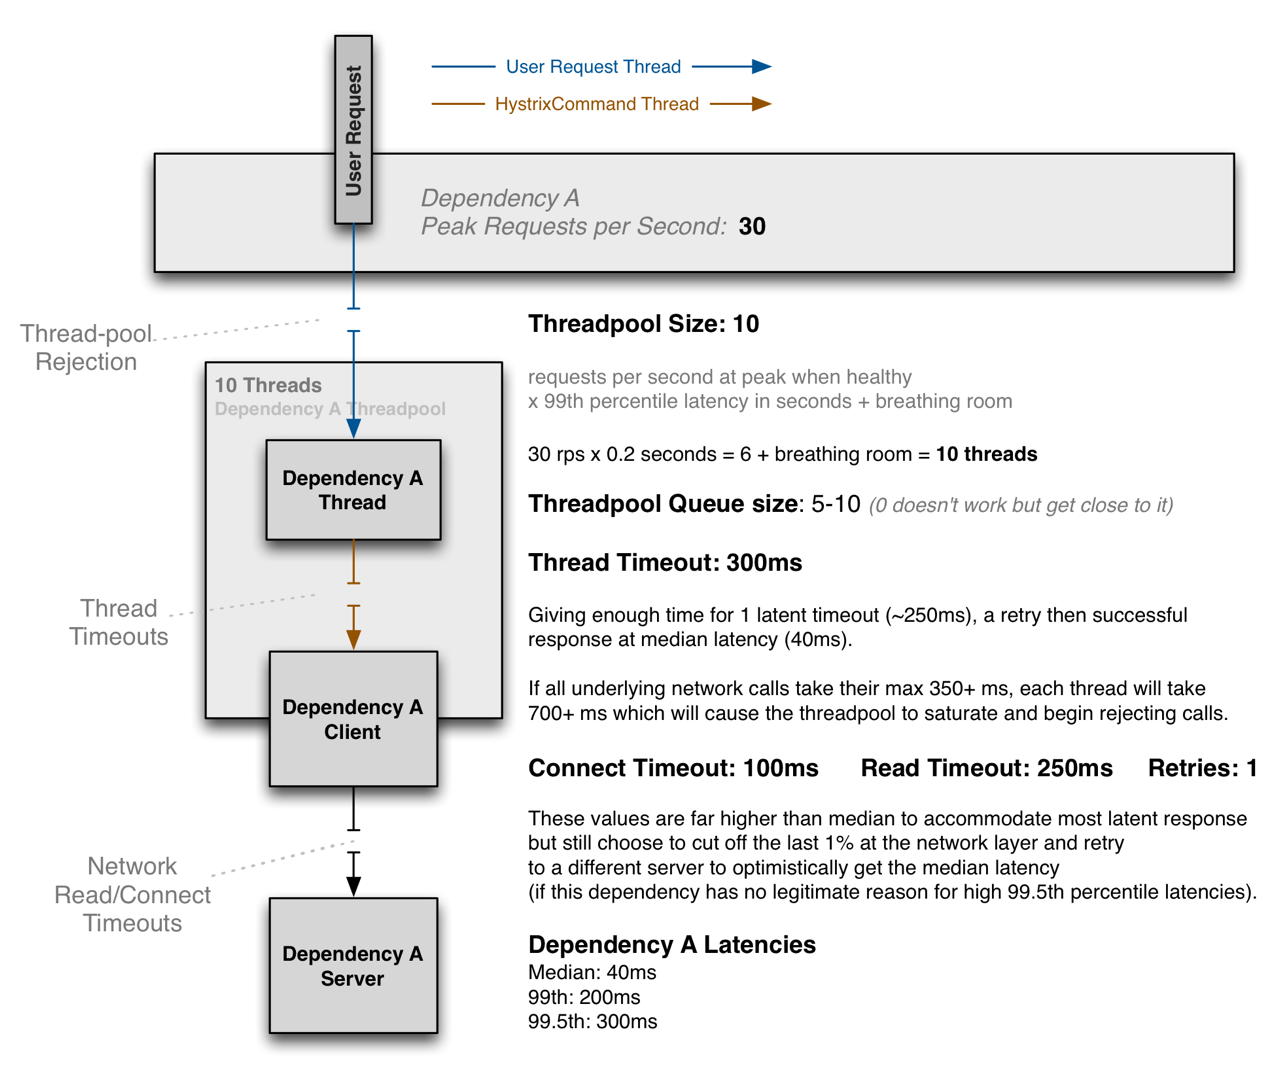 User Request
User Request Thread
HystrixCommand Thread
Dependency A
Peak Requests per Second: 30
Thread-pool
Rejection
10 Threads
Dependency A Threadpool
Dependency A
Thread
Thread
Timeouts
Dependency A
Client
Network
Read/Connect
Timeouts
Dependency A
Server
Threadpool Size: 10
requests per second at peak when healthy
x 99th percentile latency in seconds + breathing room
30 rps x 0.2 seconds = 6 + breathing room = 10 threads
Threadpool Queue size: 5-10 (0 doesn't work but get close to it)
Thread Timeout: 300ms
Giving enough time for 1 latent timeout (~250ms), a retry then successful
response at median latency (40ms).
If all underlying network calls take their max 350+ ms, each thread will take
700+ ms which will cause the threadpool to saturate and begin rejecting calls.
Connect Timeout: 100ms Read Timeout: 250ms Retries: 1
These values are far higher than median to accommodate most latent response
but still choose to cut off the last 1% at the network layer and retry
to a different server to optimistically get the median latency
(if this dependency has no legitimate reason for high 99.5th percentile latencies).
Dependency A Latencies
Median: 40ms
99th: 200ms
99.5th: 300ms